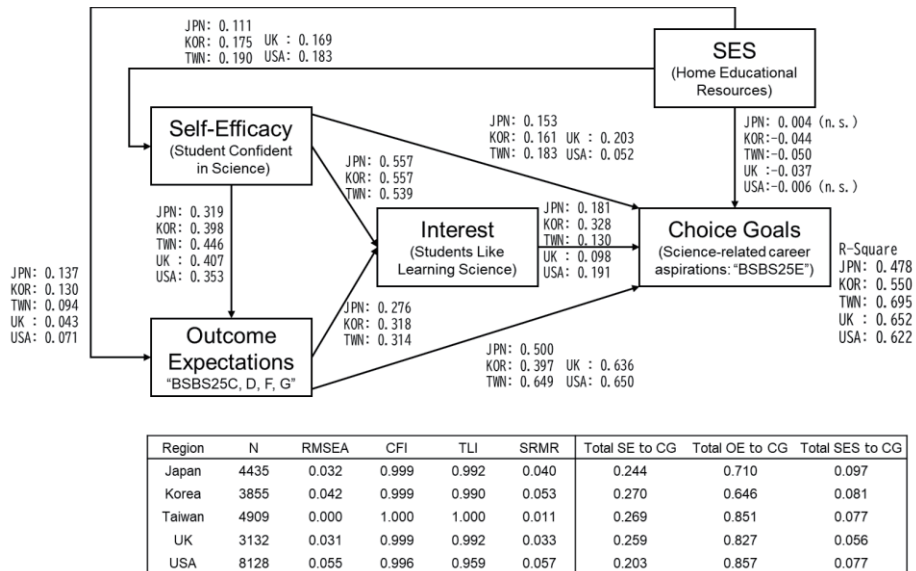 JPN: 0.111
KOR: 0.175 UK : 0.169
TWN: 0.190 USA: 0.183
SES
(Home Educational
Resources)
Self-Efficacy
(Student Confident
in Science)
JPN: 0.153
KOR: 0.161 UK : 0.203
TWN: 0.183 USA: 0.052
JPN: 0.004 (n.s.)
KOR:-0.044
TWN:-0.050
UK :-0.037
USA:-0.006 (n.s.)
JPN: 0.557
KOR: 0.557
TWN: 0.539
JPN: 0.319
KOR: 0.398
TWN: 0.446
UK : 0.407
USA: 0.353
Interest
(Students Like
Learning Science)
JPN: 0.181
KOR: 0.328
TWN: 0.130
UK : 0.098
USA: 0.191
Choice Goals
(Science-related career
aspirations: “BSBS25E”)
R-Square
JPN: 0.478
KOR: 0.550
TWN: 0.695
UK : 0.652
USA: 0.622
JPN: 0.137
KOR: 0.130
TWN: 0.094
UK : 0.043
USA: 0.071
Outcome
Expectations
“BSBS25C, D, F, G”
JPN: 0.276
KOR: 0.318
TWN: 0.314
JPN: 0.500
KOR: 0.397 UK : 0.636
TWN: 0.649 USA: 0.650
Region N RMSEA CFI TLI SRMR Total SE to CG Total OE to CG Total SES to CG
Japan 4435 0.032 0.999 0.992 0.040 0.244 0.710 0.097
Korea 3855 0.042 0.999 0.990 0.053 0.270 0.646 0.081
Taiwan 4909 0.000 1.000 1.000 0.011 0.269 0.851 0.077
UK 3132 0.031 0.999 0.992 0.033 0.259 0.827 0.056
USA 8128 0.055 0.996 0.959 0.057 0.203 0.857 0.077